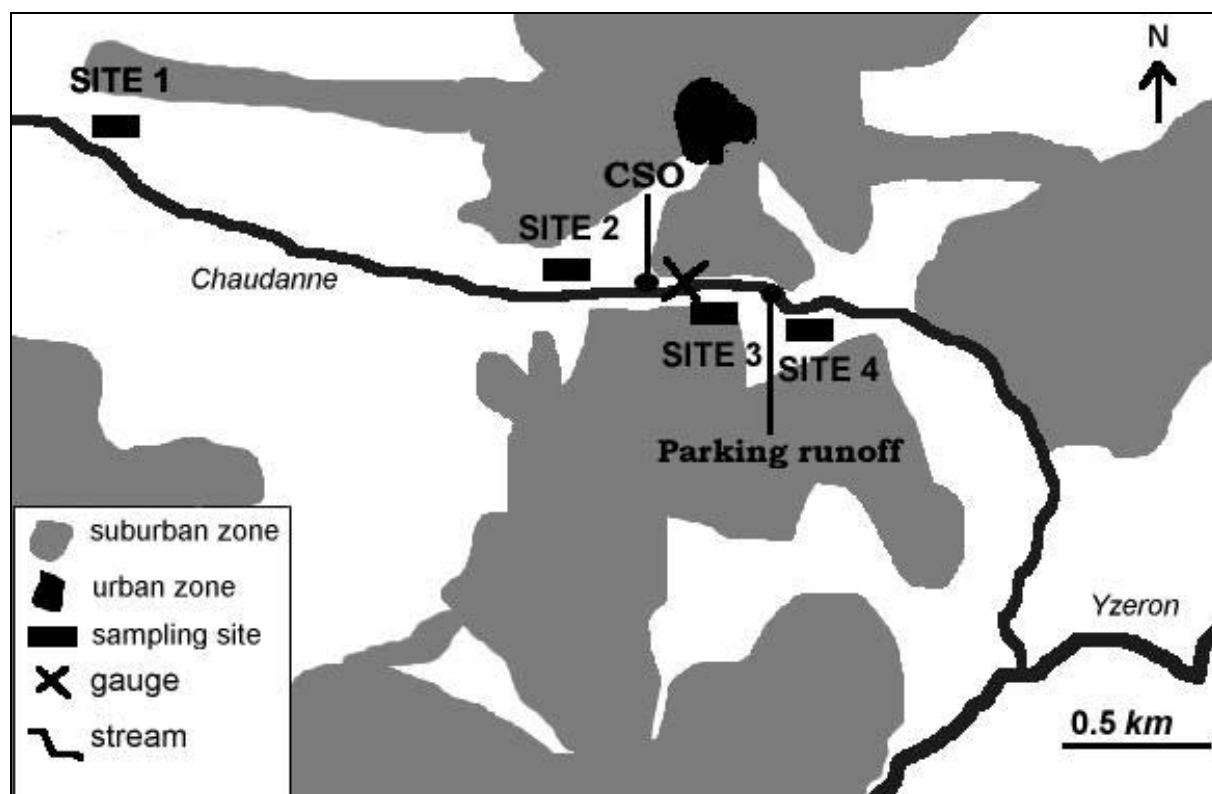 N
SITE 1
CSO
SITE 2
Chaudanne
SITE 3
SITE 4
Parking runoff
suburban zone
urban zone
sampling site
gauge
stream
Yzeron
0.5 km